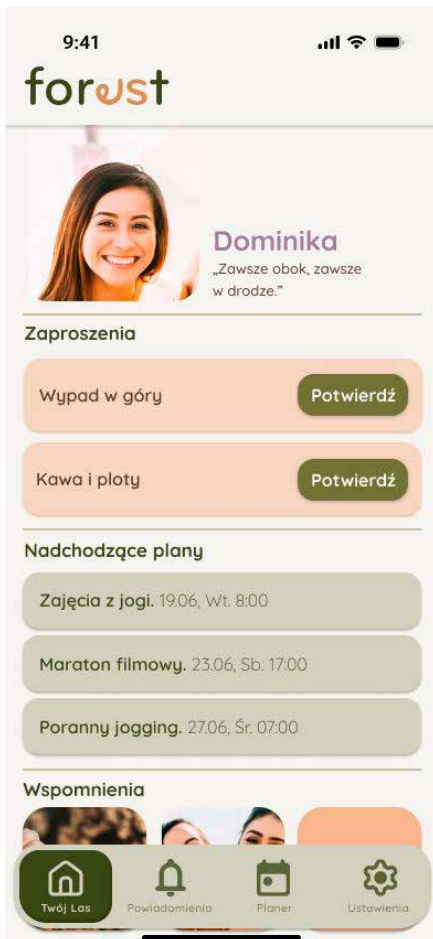 9:41
forest
Dominika
„Zawsze obok, zawsze
w drodze.”
Zaproszenia
Wypad w góry
Potwierdź
Kawa i ploty
Potwierdź
Nadchodzące plany
Zajęcia z jogi. 19.06, Wt. 8:00
Maraton filmowy. 23.06, Sb. 17:00
Poranny jogging. 27.06, Śr. 07:00
Wspomnienia
Twój Las
Powiadomienia
Planer
Ustawienia